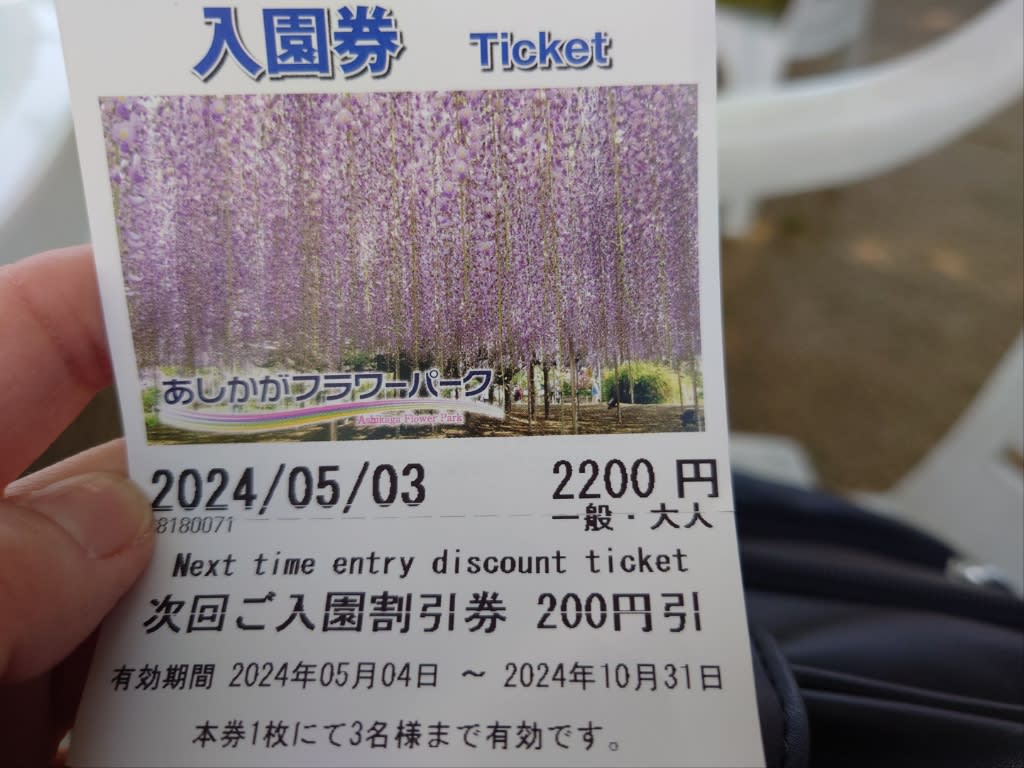 入園券 Ticket
あしかがフラワーパーク
Ashikaga Flower Park
2024/05/03 2200 円
8180071 一般・大人
Next time entry discount ticket
次回ご入園割引券 200円引
有効期間 2024年05月04日 ～ 2024年10月31日
本券1枚にて3名様まで有効です。